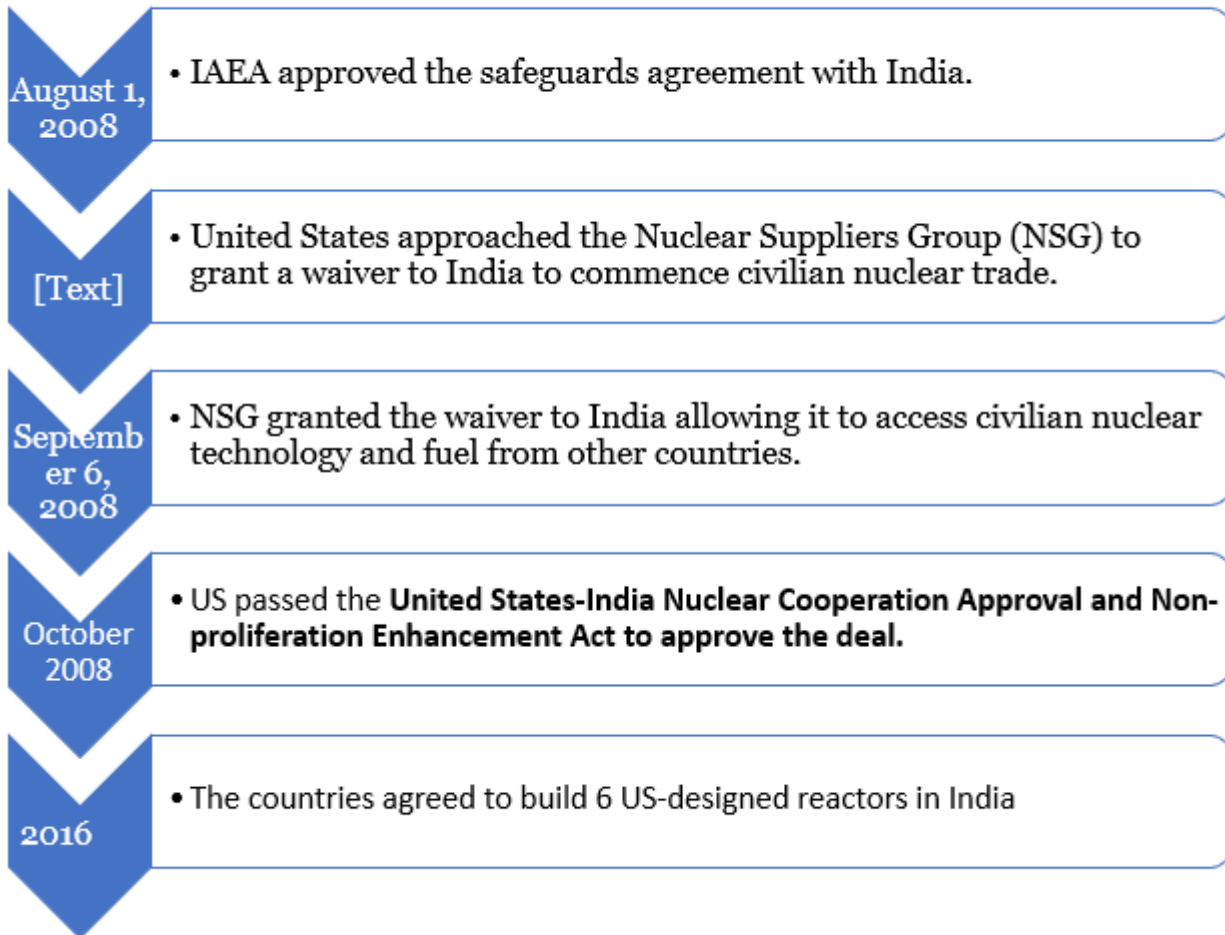 August 1,
2008
• IAEA approved the safeguards agreement with India.
[Text]
• United States approached the Nuclear Suppliers Group (NSG) to
grant a waiver to India to commence civilian nuclear trade.
Septemb
er 6,
2008
• NSG granted the waiver to India allowing it to access civilian nuclear
technology and fuel from other countries.
October
2008
• US passed the United States-India Nuclear Cooperation Approval and Non-
proliferation Enhancement Act to approve the deal.
2016
• The countries agreed to build 6 US-designed reactors in India